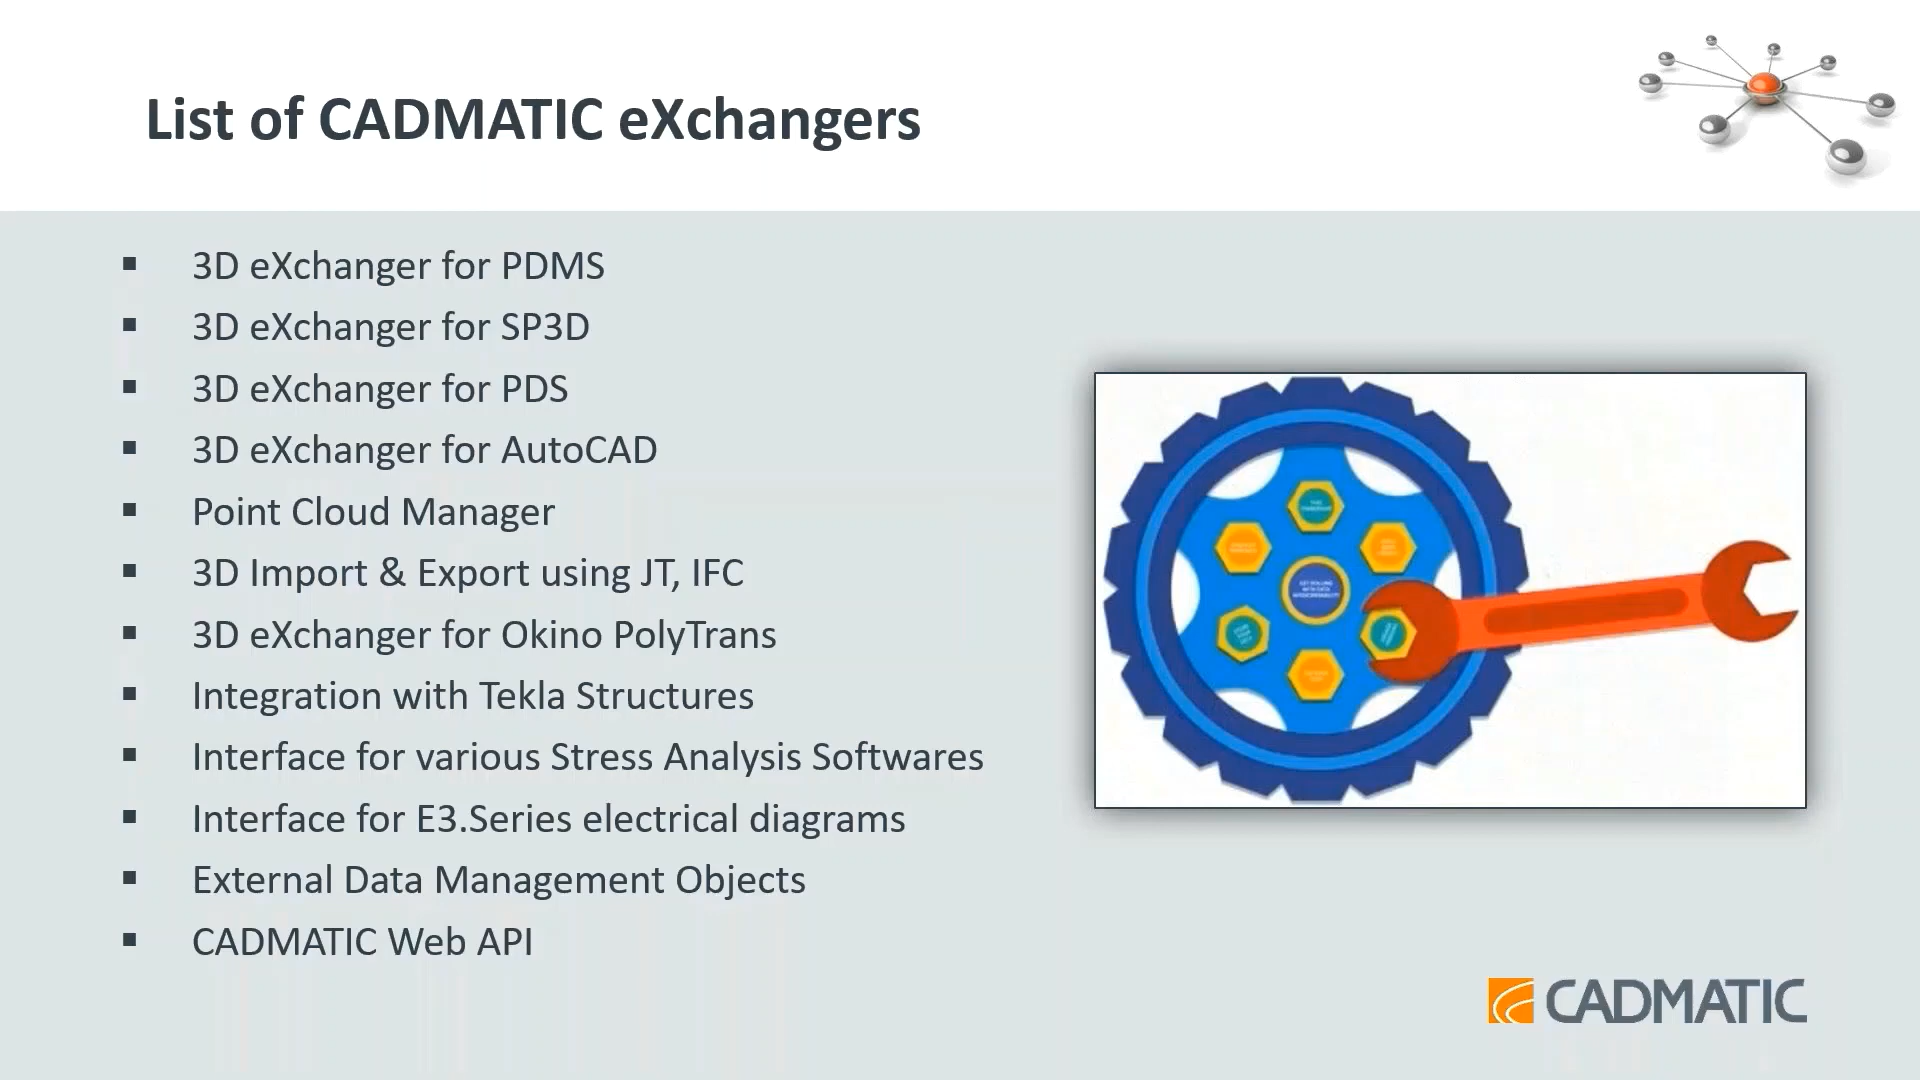 List of CADMATIC eXchangers
3D eXchanger for PDMS
3D eXchanger for SP3D
3D eXchanger for PDS
3D eXchanger for AutoCAD
Point Cloud Manager
3D Import & Export using JT, IFC
3D eXchanger for Okino PolyTrans
Integration with Tekla Structures
Interface for various Stress Analysis Softwares
Interface for E3.Series electrical diagrams
External Data Management Objects
CADMATIC Web API
CADMATIC